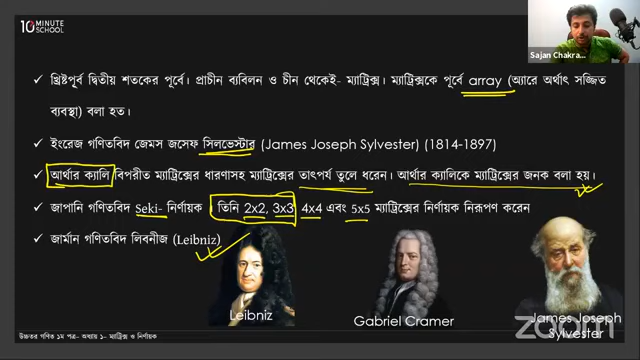 10 MINUTE SCHOOL
Sajan Chakra...
✓ খ্রিষ্টপূর্ব দ্বিতীয় শতকের পূর্বে। প্রাচীন ব্যবিলন ও চীন থেকেই- ম্যাট্রিক্স। ম্যাট্রিক্সকে পূর্বে array (অ্যারে অর্থাৎ সজ্জিত
ব্যবস্থা) বলা হত।
✓ ইংরেজ গণিতবিদ জেমস জসেফ সিলভেস্টার (James Joseph Sylvester) (1814-1897)
✓ আর্থার ক্যালি বিপরীত ম্যাট্রিক্সের ধারণাসহ ম্যাট্রিক্সের তাৎপর্য তুলে ধরেন। আর্থার ক্যালিকে ম্যাট্রিক্সের জনক বলা হয়।
✓ জাপানি গণিতবিদ Seki- নির্ণায়ক তিনি 2x2, 3x3 4x4 এবং 5x5 ম্যাট্রিক্সের নির্ণায়ক নিরূপণ করেন
✓ জার্মান গণিতবিদ লিবনীজ (Leibniz)
Leibniz
Gabriel Cramer
James Joseph
Sylvester
zoom
উচ্চতর গণিত ১ম পত্র- অধ্যায় ১- ম্যাট্রিক্স ও নির্ণায়ক